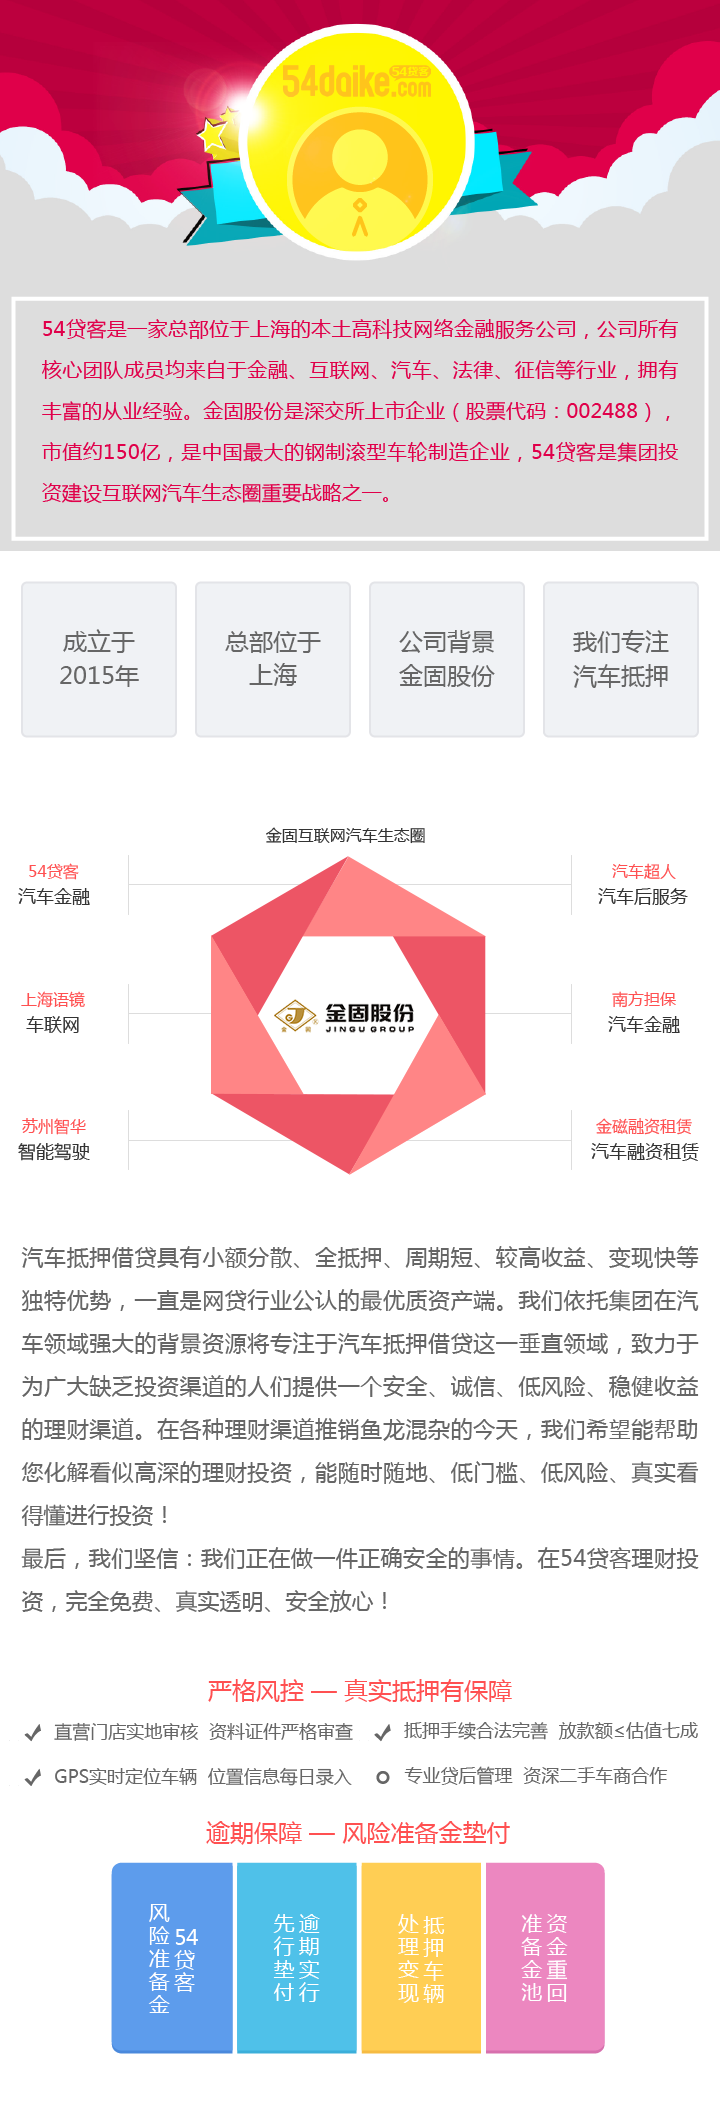 54daike.com
54贷客
54贷客是一家总部位于上海的本土高科技网络金融服务公司，公司所有
核心团队成员均来自于金融、互联网、汽车、法律、征信等行业，拥有
丰富的从业经验。金固股份是深交所上市企业（股票代码：002488），
市值约150亿，是中国最大的钢制滚型车轮制造企业，54贷客是集团投
资建设互联网汽车生态圈重要战略之一。
成立于
2015年
总部位于
上海
公司背景
金固股份
我们专注
汽车抵押
金固互联网汽车生态圈
54贷客
汽车金融
汽车超人
汽车后服务
上海语镜
车联网
金固股份
JINGU GROUP
南方担保
汽车金融
苏州智华
智能驾驶
金磁融资租赁
汽车融资租赁
汽车抵押借贷具有小额分散、全抵押、周期短、较高收益、变现快等
独特优势，一直是网贷行业公认的最优质资产端。我们依托集团在汽
车领域强大的背景资源将专注于汽车抵押借贷这一垂直领域，致力于
为广大缺乏投资渠道的人们提供一个安全、诚信、低风险、稳健收益
的理财渠道。在各种理财渠道推销鱼龙混杂的今天，我们希望能帮助
您化解看似高深的理财投资，能随时随地、低门槛、低风险、真实看
得懂进行投资！
最后，我们坚信：我们正在做一件正确安全的事情。在54贷客理财投
资，完全免费、真实透明、安全放心！
严格风控 — 真实抵押有保障
直营门店实地审核 资料证件严格审查
抵押手续合法完善 放款额≤估值七成
GPS实时定位车辆 位置信息每日录入
专业贷后管理 资深二手车商合作
逾期保障 — 风险准备金垫付
54贷客
风险准备金
逾期实行
先行垫付
抵押车辆
处理变现
资金重回
准备金池